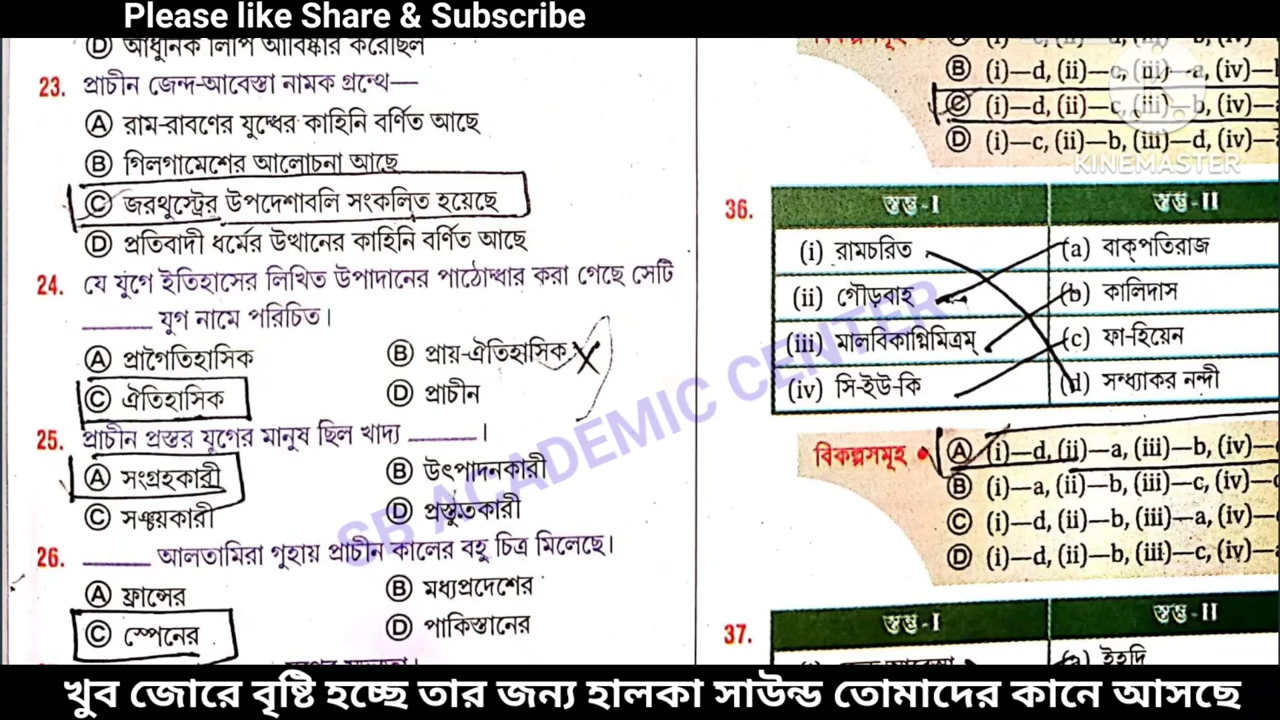 Please like Share & Subscribe
D আধুনিক লিপি আবিষ্কার করেছিল
23. প্রাচীন জেন্দ-আবেস্তা নামক গ্রন্থে—
A রাম-রাবণের যুদ্ধের কাহিনি বর্ণিত আছে
B গিলগামেশের আলোচনা আছে
C জরথুস্ট্রের উপদেশাবলি সংকলিত হয়েছে
D প্রতিবাদী ধর্মের উত্থানের কাহিনি বর্ণিত আছে
24. যে যুগে ইতিহাসের লিখিত উপাদানের পাঠোদ্ধার করা গেছে সেটি
______ যুগ নামে পরিচিত।
A প্রাগৈতিহাসিক B প্রায়-ঐতিহাসিক
C ঐতিহাসিক D প্রাচীন
25. প্রাচীন প্রস্তর যুগের মানুষ ছিল খাদ্য ______।
A সংগ্রহকারী B উৎপাদনকারী
C সঞ্চয়কারী D প্রস্তুতকারী
26. ______ আলতামিরা গুহায় প্রাচীন কালের বহু চিত্র মিলেছে।
A ফ্রান্সের B মধ্যপ্রদেশের
C স্পেনের D পাকিস্তানের
বিকল্পসমূহ
B (i)—d, (ii)—c, (iii)—a, (iv)—
C (i)—d, (ii)—c, (iii)—b, (iv)—
D (i)—c, (ii)—b, (iii)—d, (iv)—
KINEMASTER
36. স্তম্ভ-I স্তম্ভ-II
(i) রামচরিত (a) বাক্‌পতিরাজ
(ii) গৌড়বাহ (b) কালিদাস
(iii) মালবিকাগ্নিমিত্রম্ (c) ফা-হিয়েন
(iv) সি-ইউ-কি (d) সন্ধ্যাকর নন্দী
বিকল্পসমূহ • A (i)—d, (ii)—a, (iii)—b, (iv)—
B (i)—a, (ii)—b, (iii)—c, (iv)—
C (i)—d, (ii)—b, (iii)—a, (iv)—
D (i)—d, (ii)—b, (iii)—c, (iv)—
37. স্তম্ভ-I স্তম্ভ-II
(a) ইহুদি
SB ACADEMIC CENTER
খুব জোরে বৃষ্টি হচ্ছে তার জন্য হালকা সাউন্ড তোমাদের কানে আসছে